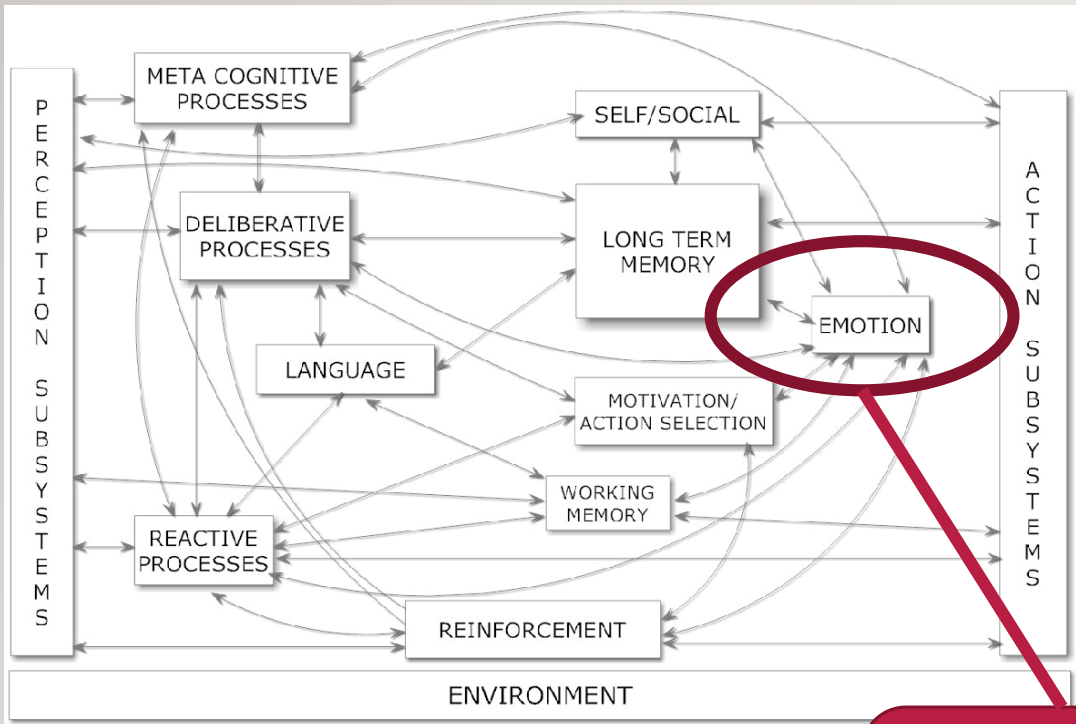 META COGNITIVE
PROCESSES
PERCEPTION SUBSYSTEMS
SELF/SOCIAL
ACTION SUBSYSTEMS
DELIBERATIVE
PROCESSES
LONG TERM
MEMORY
EMOTION
LANGUAGE
MOTIVATION/
ACTION SELECTION
WORKING
MEMORY
REACTIVE
PROCESSES
REINFORCEMENT
ENVIRONMENT